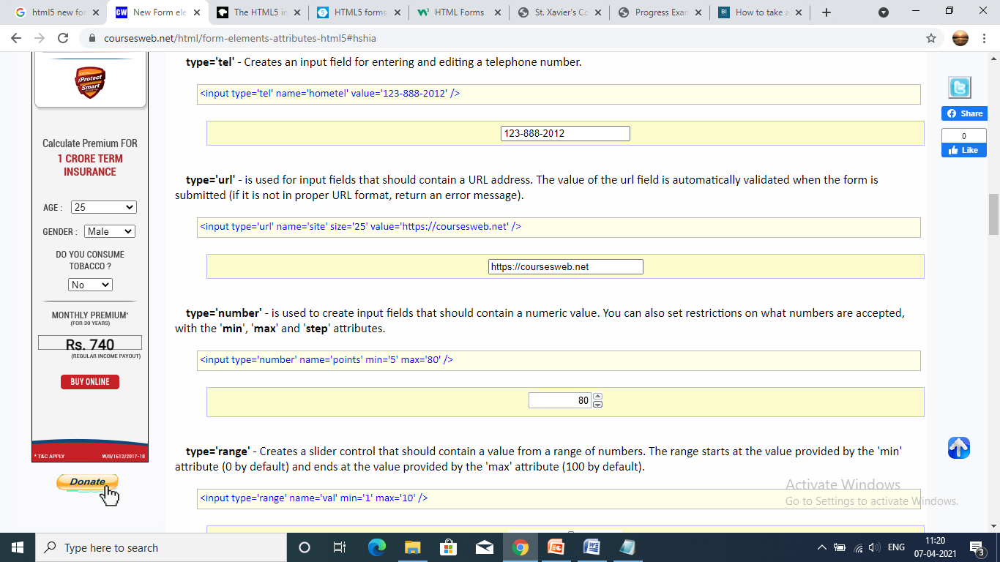 html5 new for
New Form ele
The HTML5 in
HTML5 forms
HTML Forms
St. Xavier's Co
Progress Exan
How to take a
coursesweb.net/html/form-elements-attributes-html5#hshia
iProtect
Smart
Calculate Premium FOR
1 CRORE TERM
INSURANCE
AGE : 25
GENDER : Male
DO YOU CONSUME
TOBACCO ?
No
MONTHLY PREMIUM*
(FOR 30 YEARS)
Rs. 740
(REGULAR INCOME PAYOUT)
BUY ONLINE
* T&C APPLY W/II/1612/2017-18
Donate
type='tel' - Creates an input field for entering and editing a telephone number.
<input type='tel' name='hometel' value='123-888-2012' />
123-888-2012
type='url' - is used for input fields that should contain a URL address. The value of the url field is automatically validated when the form is
submitted (if it is not in proper URL format, return an error message).
<input type='url' name='site' size='25' value='https://coursesweb.net' />
https://coursesweb.net
type='number' - is used to create input fields that should contain a numeric value. You can also set restrictions on what numbers are accepted,
with the 'min', 'max' and 'step' attributes.
<input type='number' name='points' min='5' max='80' />
80
type='range' - Creates a slider control that should contain a value from a range of numbers. The range starts at the value provided by the 'min'
attribute (0 by default) and ends at the value provided by the 'max' attribute (100 by default).
<input type='range' name='val' min='1' max='10' />
Share
0
Like
Activate Windows
Go to Settings to activate Windows.
Type here to search
ENG
11:20
07-04-2021
3